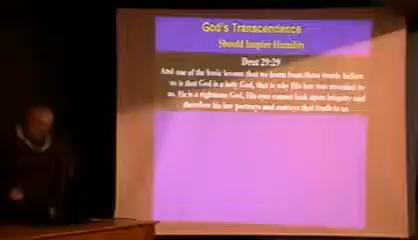 God's Transcendence
Should Inspire Humility
Deut 29:29
And one of the basic lessons that we learn from these words before
us is that God is a holy God, that is why His law was revealed to
us. He is a righteous God, His eyes cannot look upon iniquity and
therefore his law portrays and conveys that truth to us